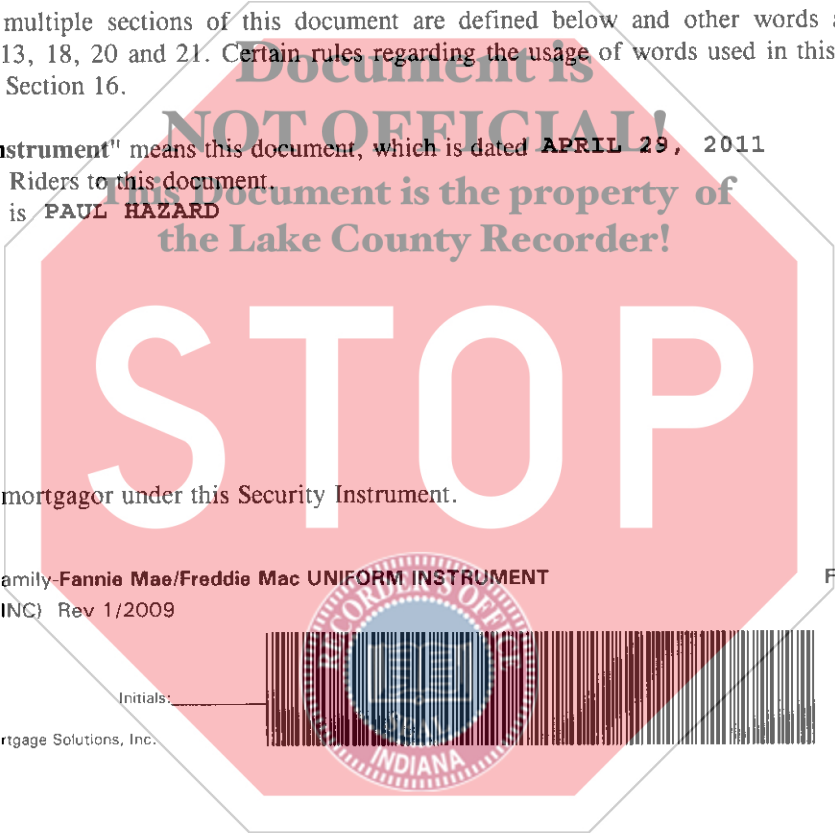 multiple sections of this document are defined below and other words
13, 18, 20 and 21. Certain rules regarding the usage of words used in this
Section 16.
Document is
NOT OFFICIAL!
nstrument" means this document, which is dated APRIL 29, 2011
Riders to this document.
This Document is the property of
is PAUL HAZARD
the Lake County Recorder!
STOP
mortgagor under this Security Instrument.
amily-Fannie Mae/Freddie Mac UNIFORM INSTRUMENT F
INC) Rev 1/2009
RECORDER'S OFFICE
Initials:
SEAL
rtgage Solutions, Inc.
INDIANA